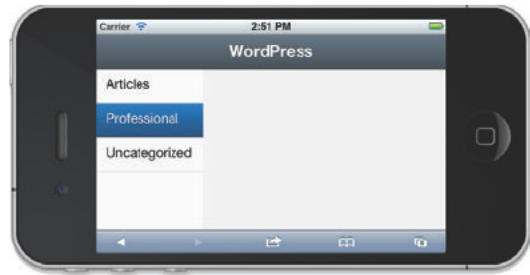 Carrier 2:51 PM
WordPress
Articles
Professional
Uncategorized